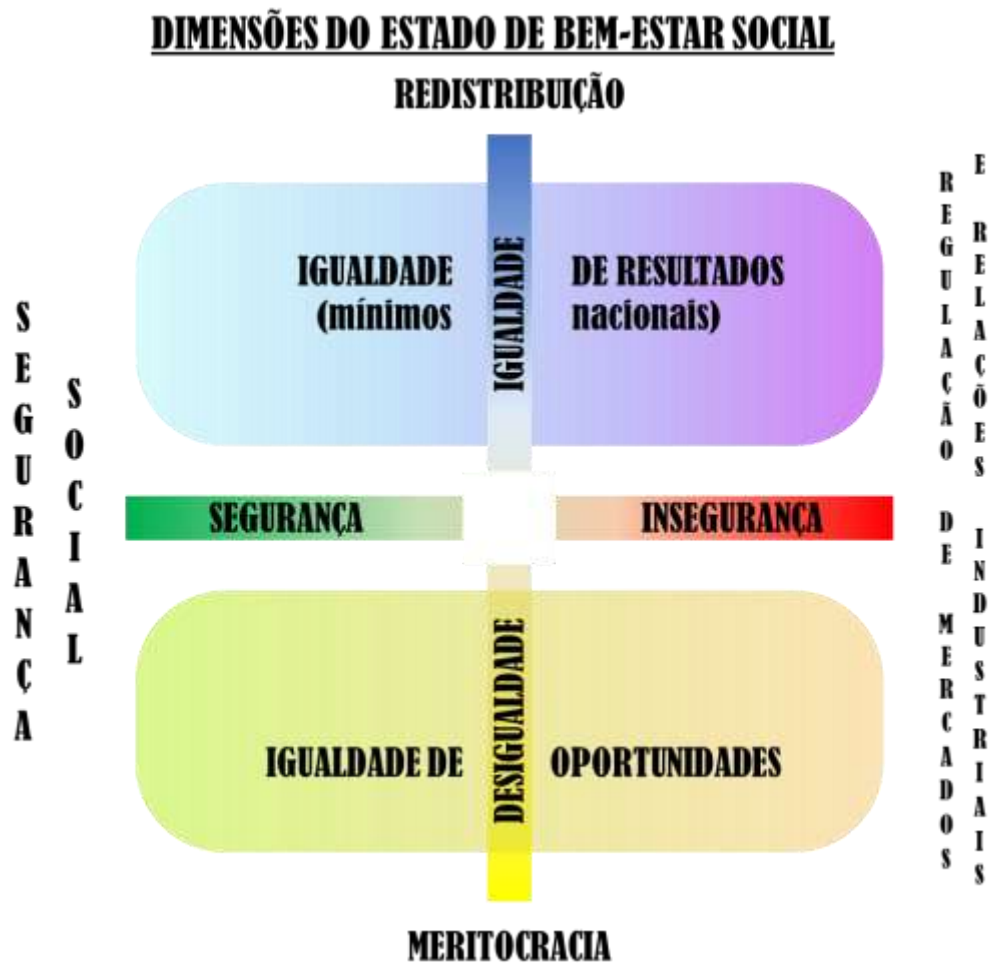 DIMENSÕES DO ESTADO DE BEM-ESTAR SOCIAL
REDISTRIBUIÇÃO
SEGURANÇA
SOCIAL
IGUALDADE
(mínimos
IGUALDADE
DE RESULTADOS
nacionais)
SEGURANÇA
INSEGURANÇA
IGUALDADE DE
DESIGUALDADE
OPORTUNIDADES
REGULAÇÃO DE MERCADOS
E RELAÇÕES INDUSTRIAIS
MERITOCRACIA